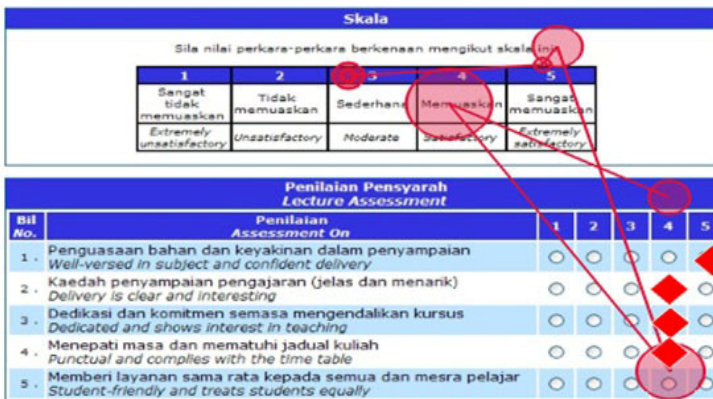 Skala
Sila nilai perkara-perkara berkenaan mengikut skala ini
1 2 3 4 5
Sangat tidak memuaskan Tidak memuaskan Sederhana Memuaskan Sangat memuaskan
Extremely unsatisfactory Unsatisfactory Moderate Satisfactory Extremely satisfactory
Penilaian Pensyarah
Lecture Assessment
Bil No. Penilaian Assessment On 1 2 3 4 5
1. Penguasaan bahan dan keyakinan dalam penyampaian
Well-versed in subject and confident delivery
2. Kaedah penyampaian pengajaran (jelas dan menarik)
Delivery is clear and interesting
3. Dedikasi dan komitmen semasa mengendalikan kursus
Dedicated and shows interest in teaching
4. Menepati masa dan mematuhi jadual kuliah
Punctual and complies with the time table
5. Memberi layanan sama rata kepada semua dan mesra pelajar
Student-friendly and treats students equally